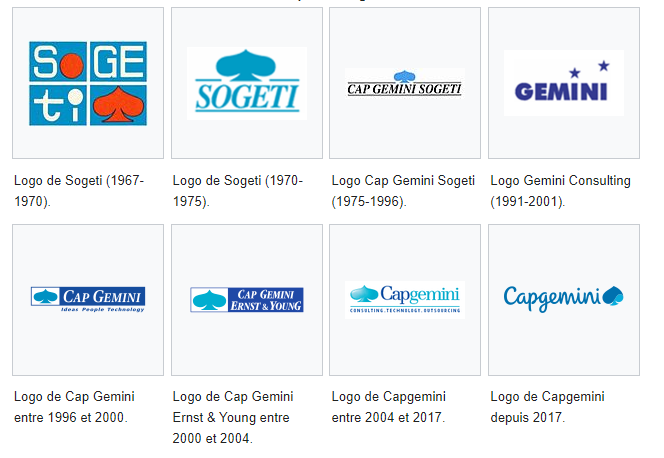 SOGE
ti
SOGETI
CAP GEMINI SOGETI
GEMINI
Logo de Sogeti (1967-
1970).
Logo de Sogeti (1970-
1975).
Logo Cap Gemini Sogeti
(1975-1996).
Logo Gemini Consulting
(1991-2001).
CAP GEMINI
Ideas People Technology
CAP GEMINI
ERNST & YOUNG
Capgemini
CONSULTING.TECHNOLOGY.OUTSOURCING
Capgemini
Logo de Cap Gemini
entre 1996 et 2000.
Logo de Cap Gemini
Ernst & Young entre
2000 et 2004.
Logo de Capgemini
entre 2004 et 2017.
Logo de Capgemini
depuis 2017.